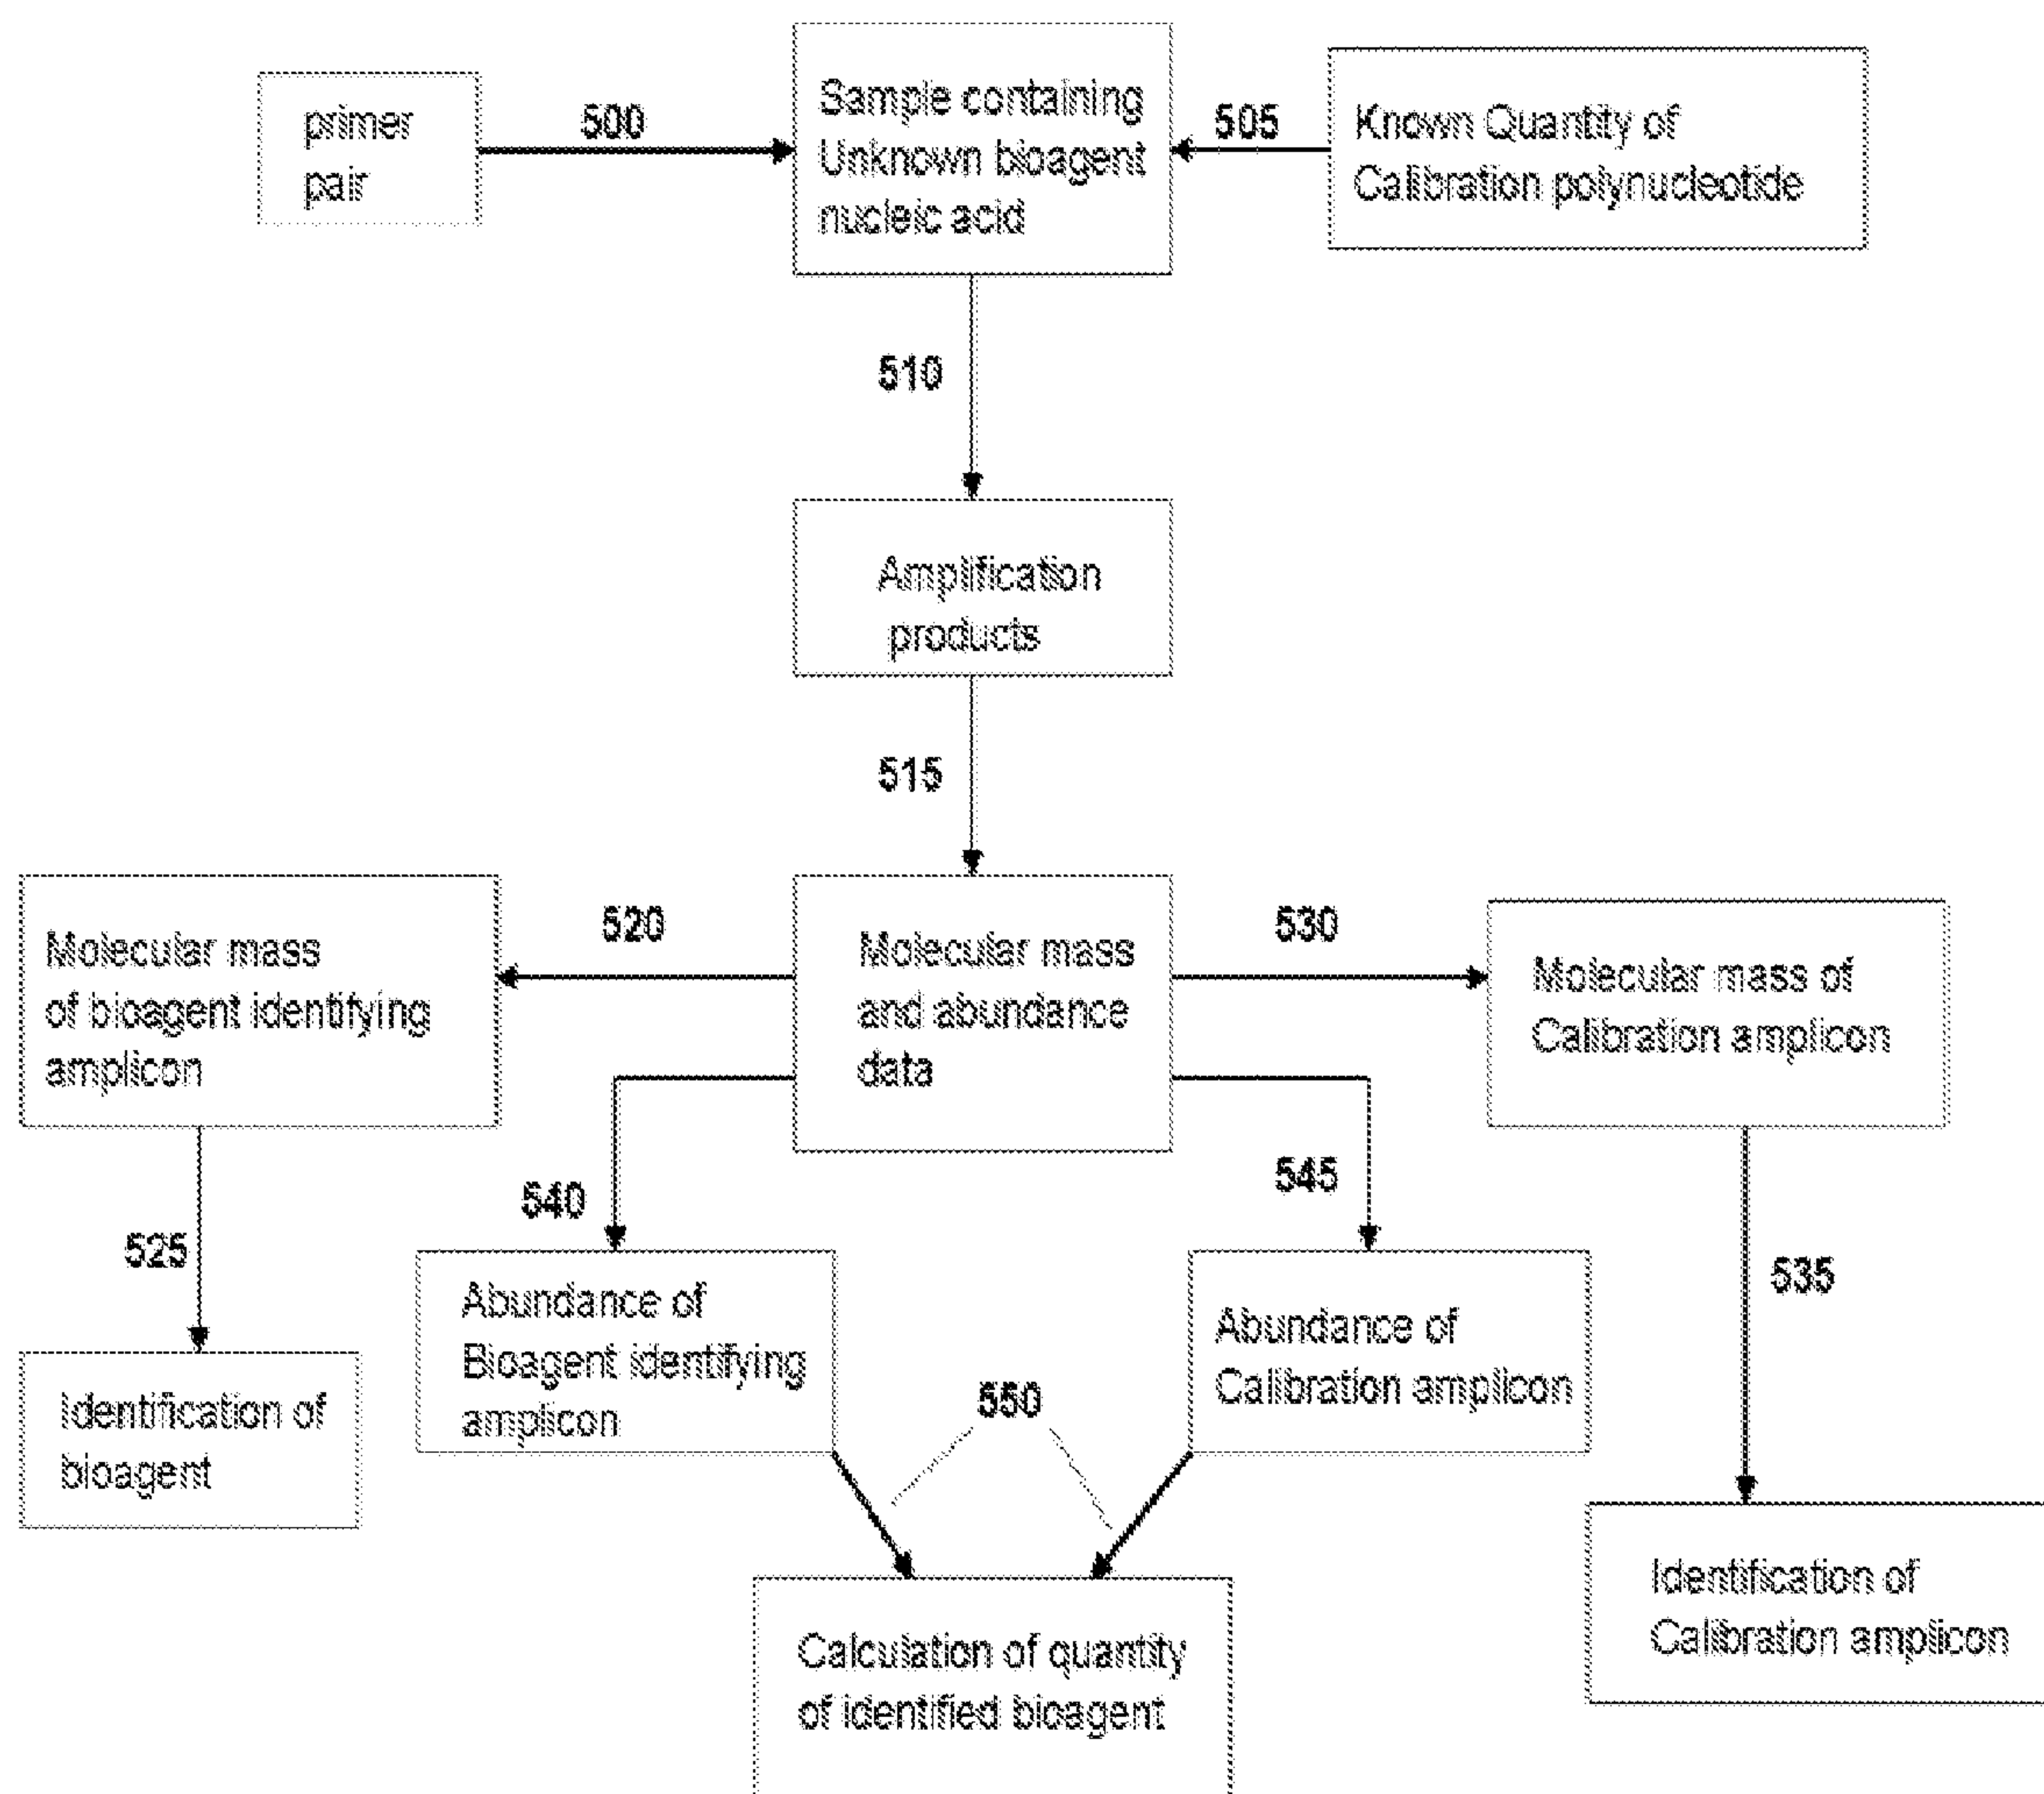 primer
pair
500
Sample containing
Unknown bioagent
nucleic acid
505
Known Quantity of
Calibration polynucleotide
510
Amplification
products
515
Molecular mass
of bioagent identifying
amplicon
520
Molecular mass
and abundance
data
530
Molecular mass of
Calibration amplicon
525
540
545
535
Identification of
bioagent
Abundance of
Bioagent identifying
amplicon
550
Abundance of
Calibration amplicon
Calculation of quantity
of identified bioagent
Identification of
Calibration amplicon